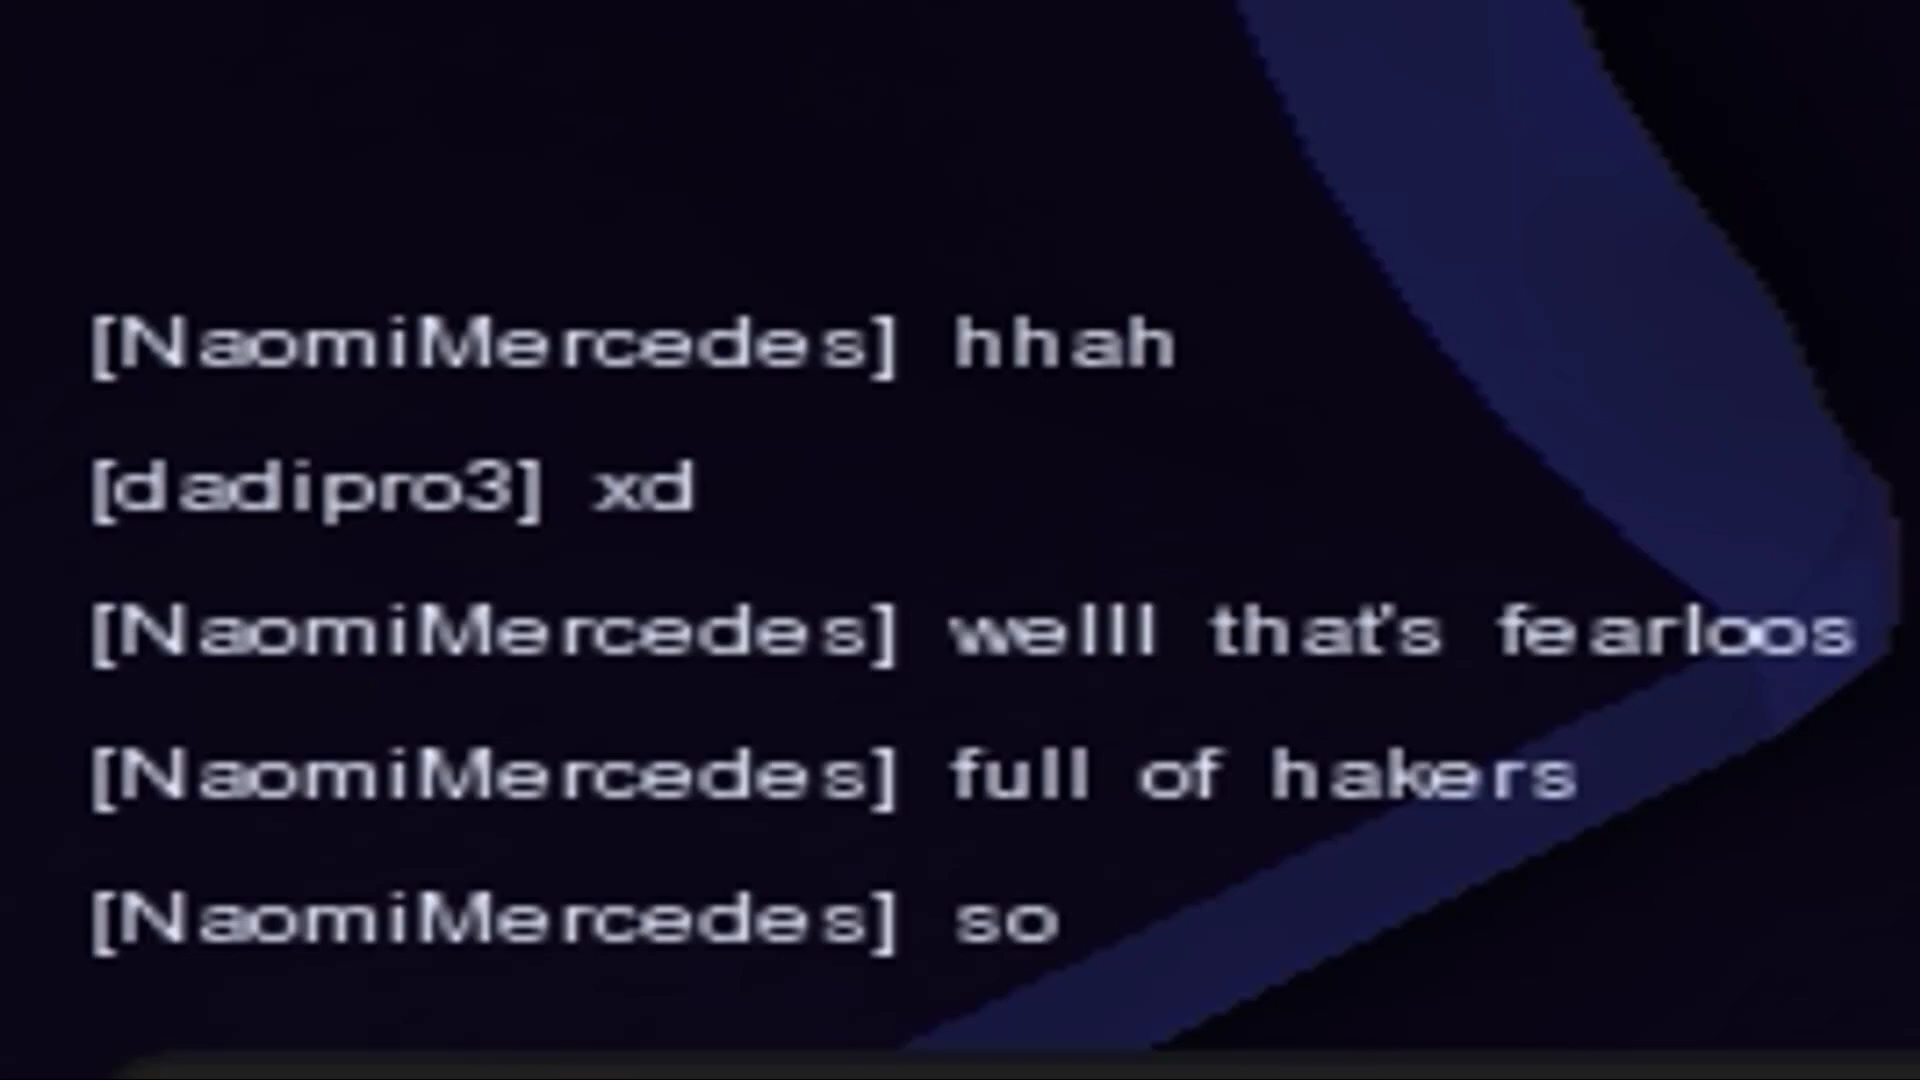 [NaomiMercedes] hhah
[dadipro3] xd
[NaomiMercedes] welll that's fearloos
[NaomiMercedes] full of hakers
[NaomiMercedes] so